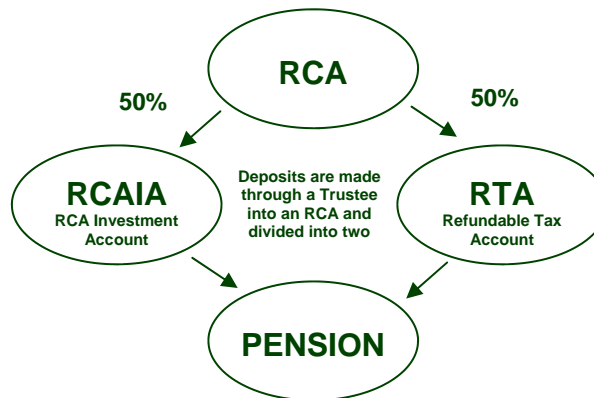 RCA
50%
50%
RCAIA
RCA Investment
Account
Deposits are made
through a Trustee
into an RCA and
divided into two
RTA
Refundable Tax
Account
PENSION